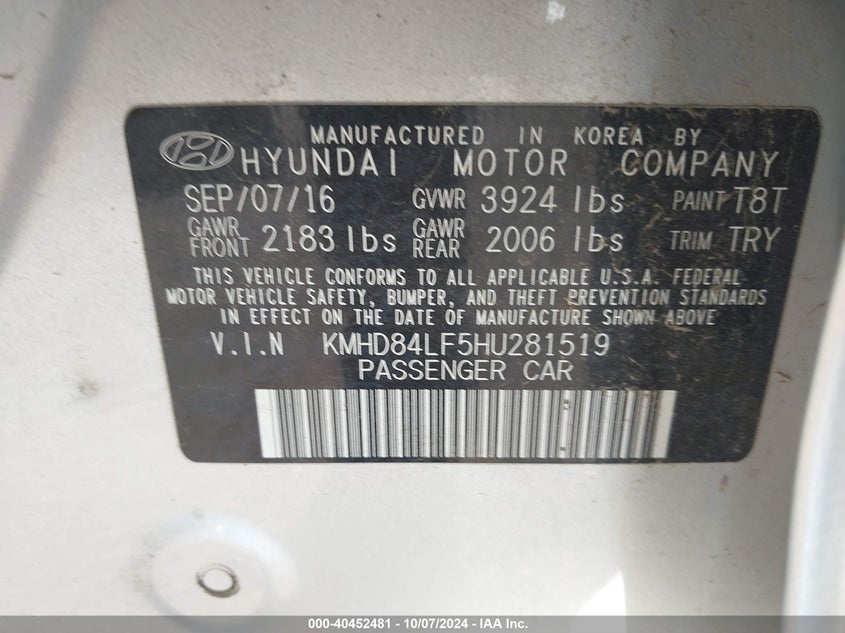 MANUFACTURED IN KOREA BY
HYUNDAI MOTOR COMPANY
SEP/07/16 GVWR 3924 lbs PAINT T8T
GAWR FRONT 2183 lbs GAWR REAR 2006 lbs TRIM TRY
THIS VEHICLE CONFORMS TO ALL APPLICABLE U.S.A. FEDERAL
MOTOR VEHICLE SAFETY, BUMPER, AND THEFT PREVENTION STANDARDS
IN EFFECT ON THE DATE OF MANUFACTURE SHOWN ABOVE
V.I.N KMHD84LF5HU281519
PASSENGER CAR
000-40452481 - 10/07/2024 - IAA Inc.